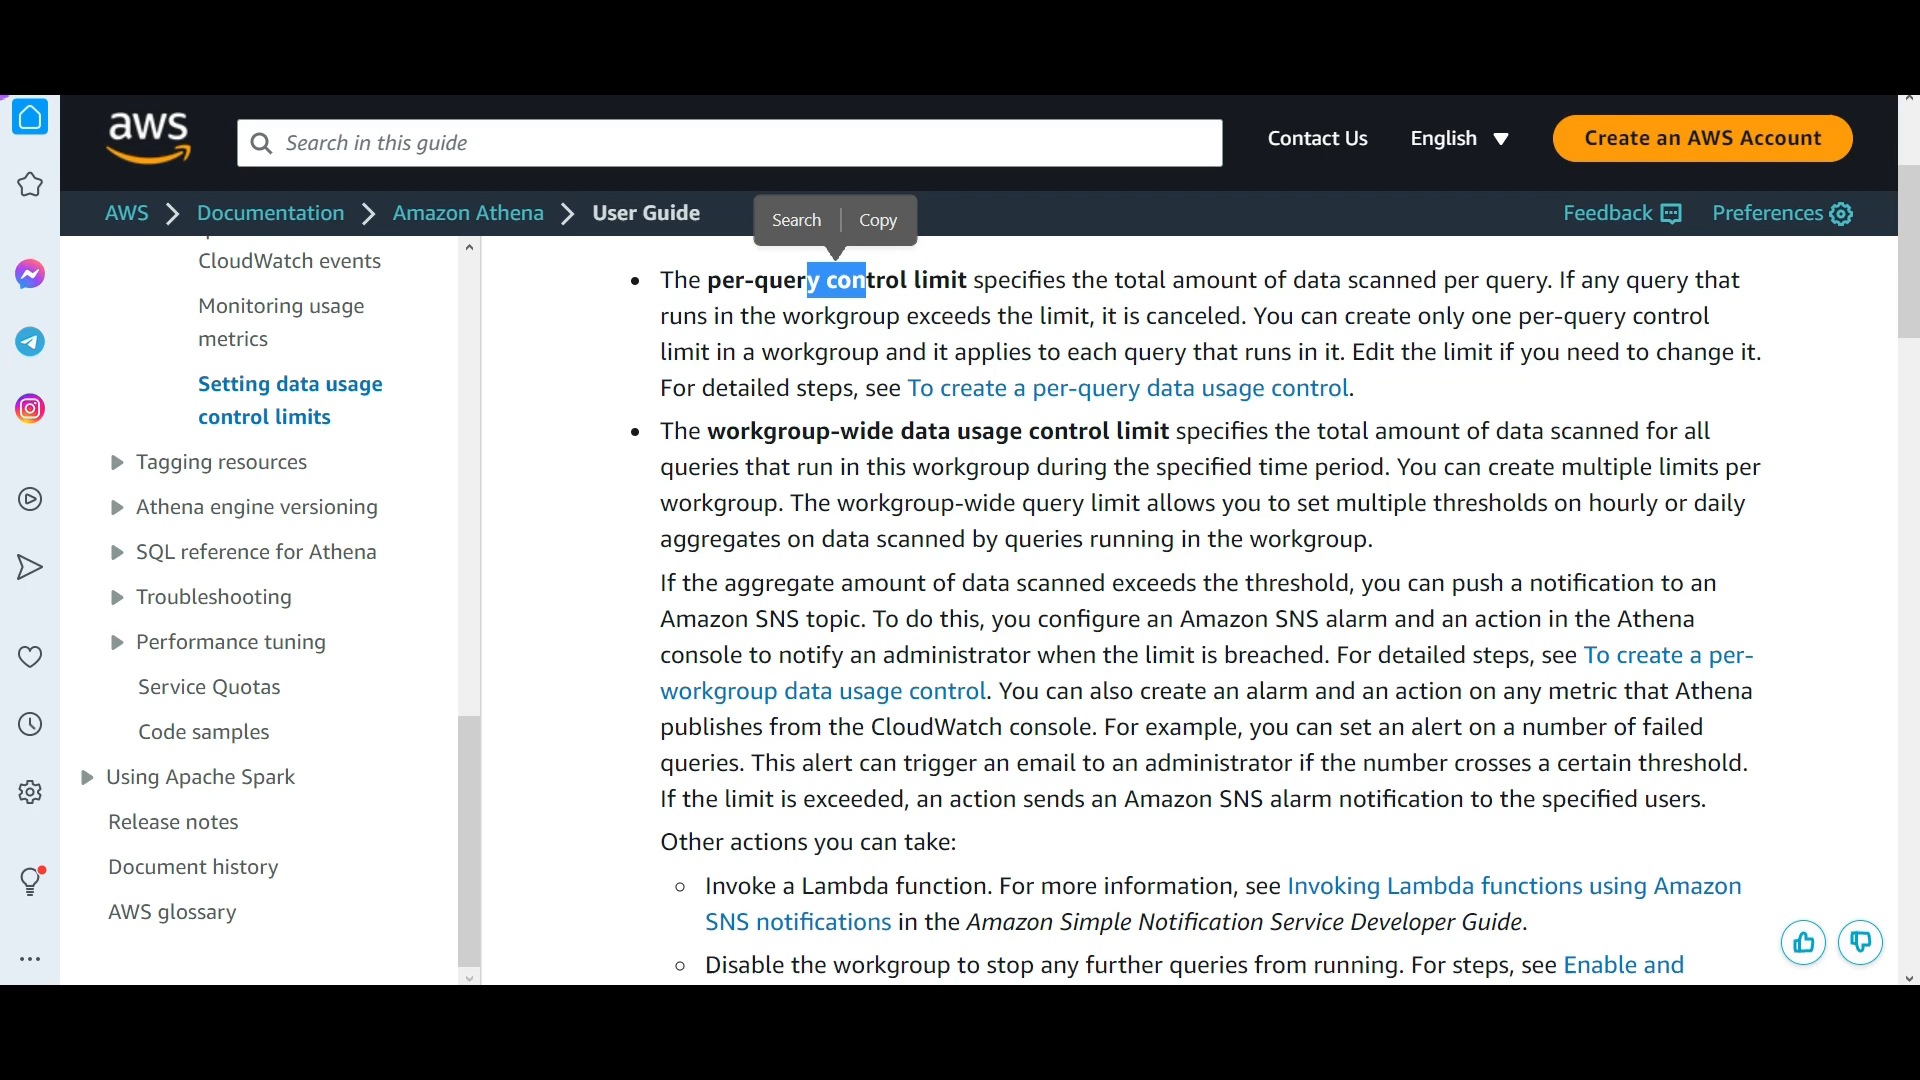 aws
Search in this guide
Contact Us
English
Create an AWS Account
AWS
Documentation
Amazon Athena
User Guide
Search
Copy
Feedback
Preferences
CloudWatch events
Monitoring usage
metrics
Setting data usage
control limits
Tagging resources
Athena engine versioning
SQL reference for Athena
Troubleshooting
Performance tuning
Service Quotas
Code samples
Using Apache Spark
Release notes
Document history
AWS glossary
The per-query control limit specifies the total amount of data scanned per query. If any query that
runs in the workgroup exceeds the limit, it is canceled. You can create only one per-query control
limit in a workgroup and it applies to each query that runs in it. Edit the limit if you need to change it.
For detailed steps, see To create a per-query data usage control.
The workgroup-wide data usage control limit specifies the total amount of data scanned for all
queries that run in this workgroup during the specified time period. You can create multiple limits per
workgroup. The workgroup-wide query limit allows you to set multiple thresholds on hourly or daily
aggregates on data scanned by queries running in the workgroup.
If the aggregate amount of data scanned exceeds the threshold, you can push a notification to an
Amazon SNS topic. To do this, you configure an Amazon SNS alarm and an action in the Athena
console to notify an administrator when the limit is breached. For detailed steps, see To create a per-
workgroup data usage control. You can also create an alarm and an action on any metric that Athena
publishes from the CloudWatch console. For example, you can set an alert on a number of failed
queries. This alert can trigger an email to an administrator if the number crosses a certain threshold.
If the limit is exceeded, an action sends an Amazon SNS alarm notification to the specified users.
Other actions you can take:
Invoke a Lambda function. For more information, see Invoking Lambda functions using Amazon
SNS notifications in the Amazon Simple Notification Service Developer Guide.
Disable the workgroup to stop any further queries from running. For steps, see Enable and